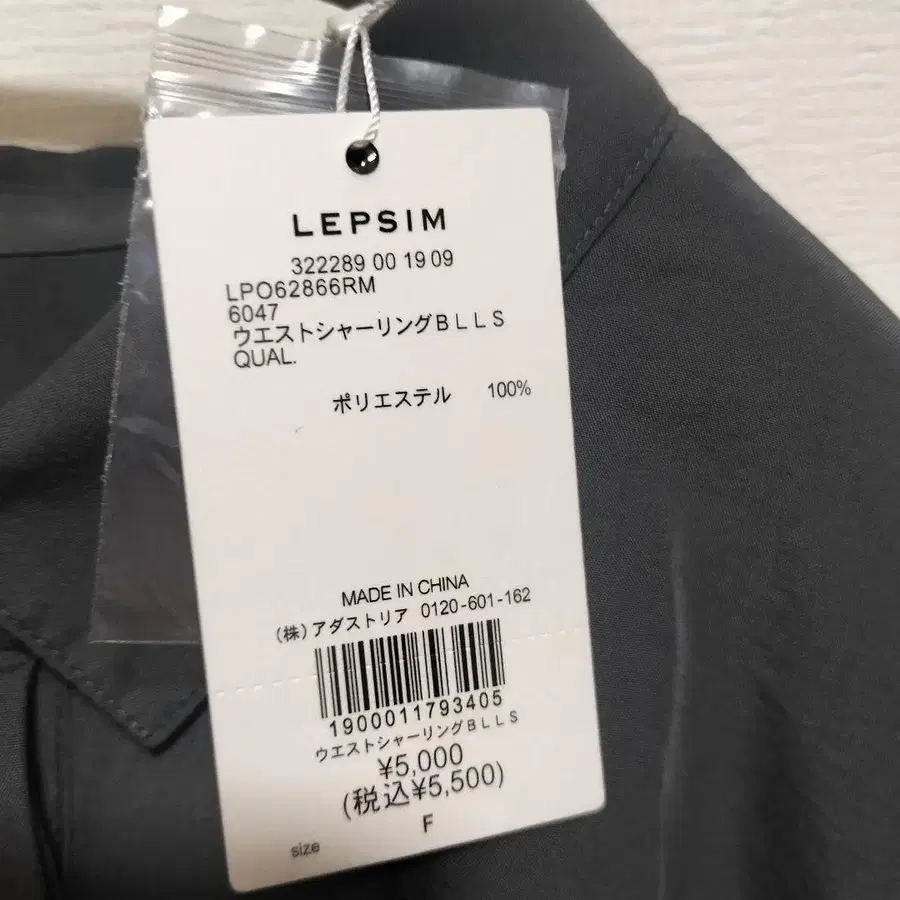 LEPSIM
322289 00 19 09
LPO62866RM
6047
ウエストシャーリングＢＬＬＳ
QUAL.
ポリエステル 100%
MADE IN CHINA
(株)アダストリア 0120-601-162
1900011793405
ウエストシャーリングＢＬＬＳ
¥5,000
(税込¥5,500)
F
size